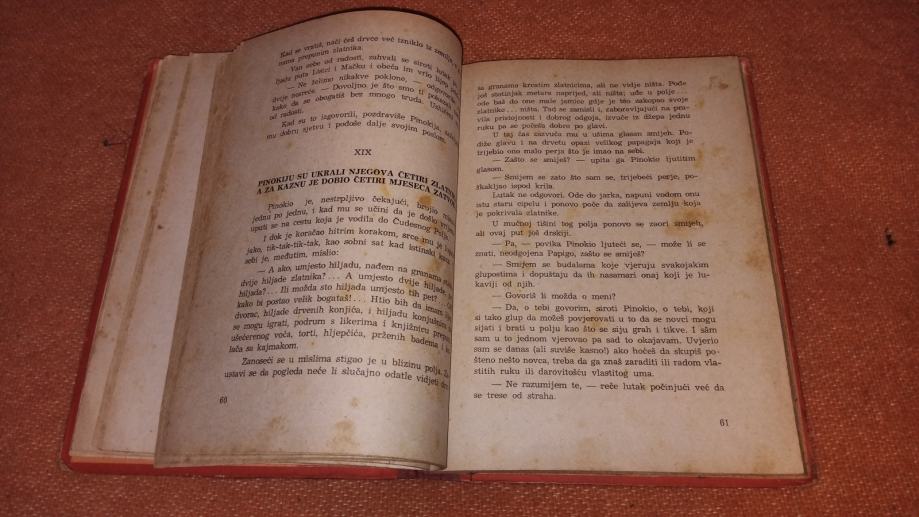 Kad se vratiš, naći ćeš drvce već izniklo iz zemlje, s
nama prepunim zlatnika.
Van sebe od radosti, zahvali se siroti lutak
ljadu puta Lisici i Mačku i obeća im vrlo lijep
— Ne želimo nikakve poklone, — odgovoriše
dvije nesreće. — Dovoljno je što smo ti pokazali
kako da se obogatiš bez mnogo truda.
od radosti.
Kad su to izgovorili, pozdraviše Pinokija,
mu dobru žetvu i pođoše dalje svojim poslom.
XIX
PINOKIJU SU UKRALI NJEGOVA ČETIRI
A ZA KAZNU JE DOBIO ČETIRI MJESECA
Pinokio je, nestrpljivo čekajući, brojio
jednu po jednu, i kad mu se učini da je došlo
uputi se na cestu koja je vodila do Čudesnog
I dok je koračao hitrim korakom, srce mu je
jako, tik-tak-tik-tak, kao sobni sat kad istinski
sebi je, međutim, mislio:
— A ako, umjesto hiljadu, nađem na granama
dvije hiljade zlatnika?... A umjesto dvije hiljade,
hiljada?... Ili možda sto hiljada umjesto tih pet?...
kako bi postao velik bogataš!... Htio bih da imam
dvorac, hiljadu drvenih konjića, i hiljadu
se mogu igrati, podrum s likerima i knjižnicu
ušećerenog voća, torti, hljepčića, prženih badema, i
lača sa kajmakom.
Zanoseći se u mislima stigao je u blizinu polja.
ustavi se da pogleda neće li slučajno odatle vidjeti
60
sa granama krcatim zlatnicima, ali ne vidje ništa. Pođe
još stotinjak metara naprijed, ali ništa; uđe u polje...
ode baš do one male jamice gdje je bio zakopao svoje
zlatnike... ništa. Tad se zamisli i, zaboravljajući na pra-
vila pristojnosti i dobrog odgoja, izvuče iz džepa jednu
ruku pa se počeša dobro po glavi.
U taj čas zazvuča mu u ušima glasan smijeh. Po-
diže glavu i na drvetu opazi velikog papagaja koji je
trijebio ono malo perja što je imao na sebi.
— Zašto se smiješ? — upita ga Pinokio ljutitim
glasom.
— Smijem se zato što sam se, trijebeći perje, po-
škakljao ispod krila.
Lutak ne odgovori. Ode do jarka, napuni vodom onu
istu staru cipelu i ponovo poče da zalijeva zemlju koja
je pokrivala zlatnike.
U mučnoj tišini tog polja ponovo se zaori smijeh,
ali ovaj put još drskiji.
— Pa, — povika Pinokio ljuteći se, — može li se
znati, neodgojena Papigo, zašto se smiješ?
— Smijem se budalama koje vjeruju svakojakim
glupostima i dopuštaju da ih nasamari onaj koji je lu-
kaviji od njih.
— Govoriš li možda o meni?
— Da, o tebi govorim, siroti Pinokio, o tebi, koji
si tako glup da možeš povjerovati u to da se novci mogu
sijati i brati u polju kao što se siju grah i tikve. I sâm
sam u to jednom vjerovao pa sad to okajavam. Uvjerio
sam se danas (ali suviše kasno!) ako hoćeš da skupiš po-
šteno nešto novca, treba da ga znaš zaraditi ili radom vla-
stitih ruku ili darovitošću vlastitog uma.
— Ne razumijem te, — reče lutak počinjući već da
se trese od straha.
61